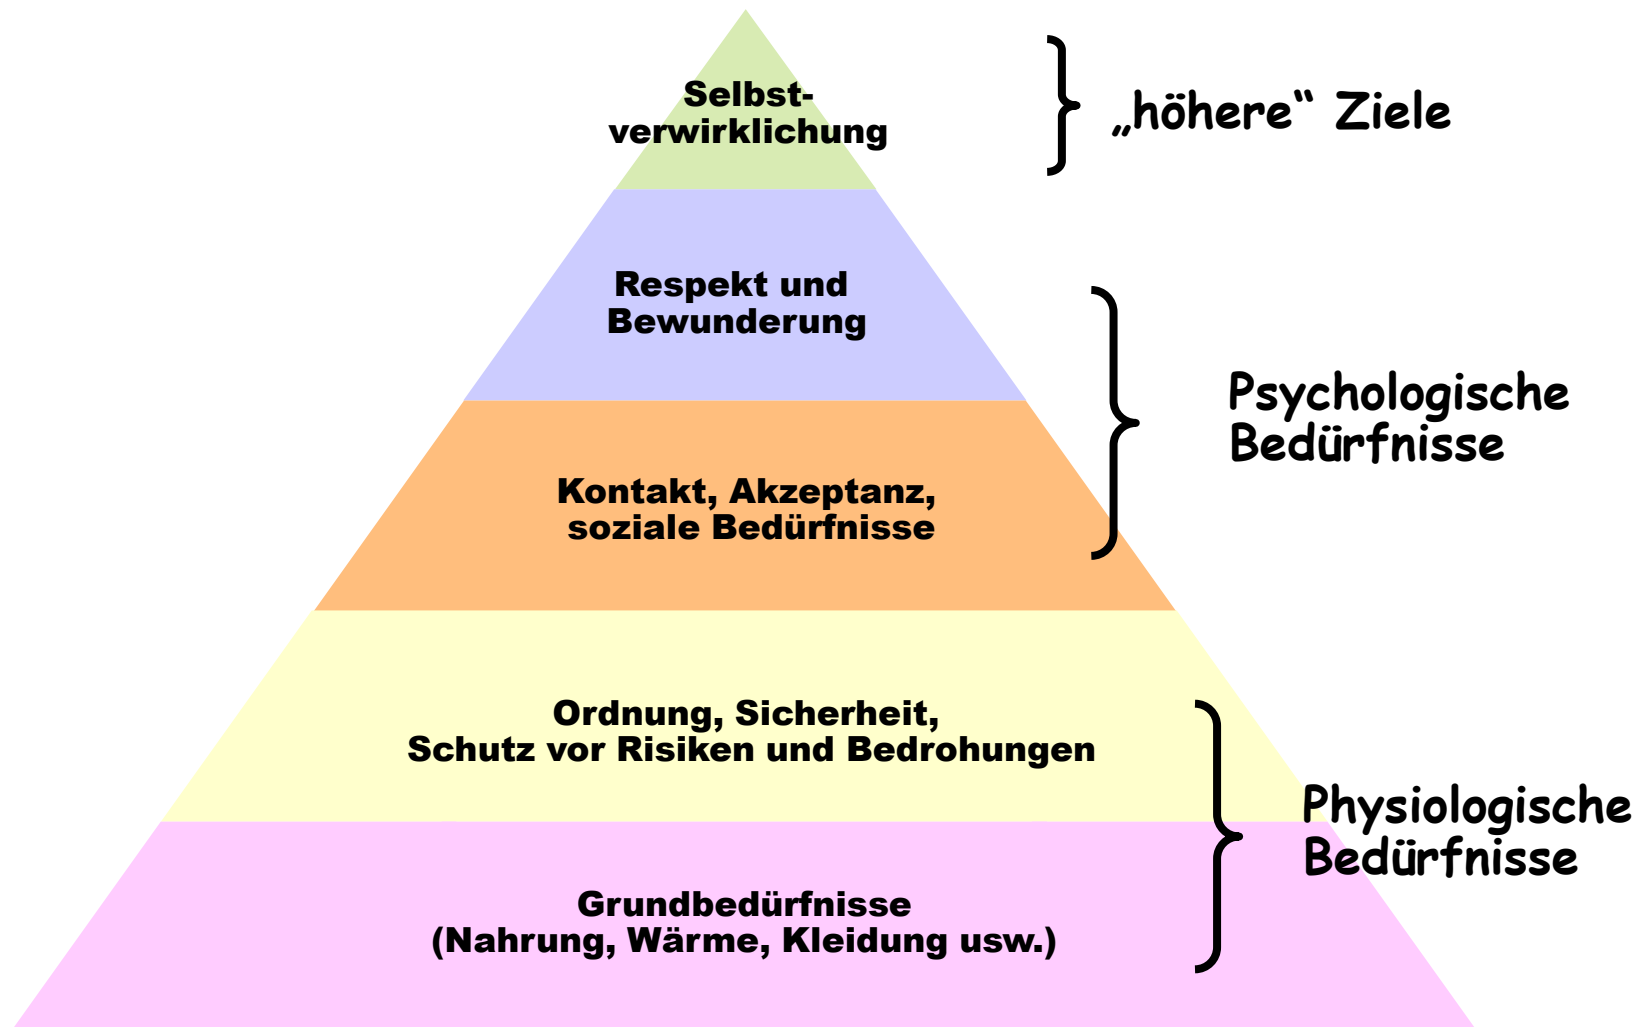 Selbst-
verwirklichung
„höhere“ Ziele
Respekt und
Bewunderung
Psychologische
Bedürfnisse
Kontakt, Akzeptanz,
soziale Bedürfnisse
Ordnung, Sicherheit,
Schutz vor Risiken und Bedrohungen
Physiologische
Bedürfnisse
Grundbedürfnisse
(Nahrung, Wärme, Kleidung usw.)